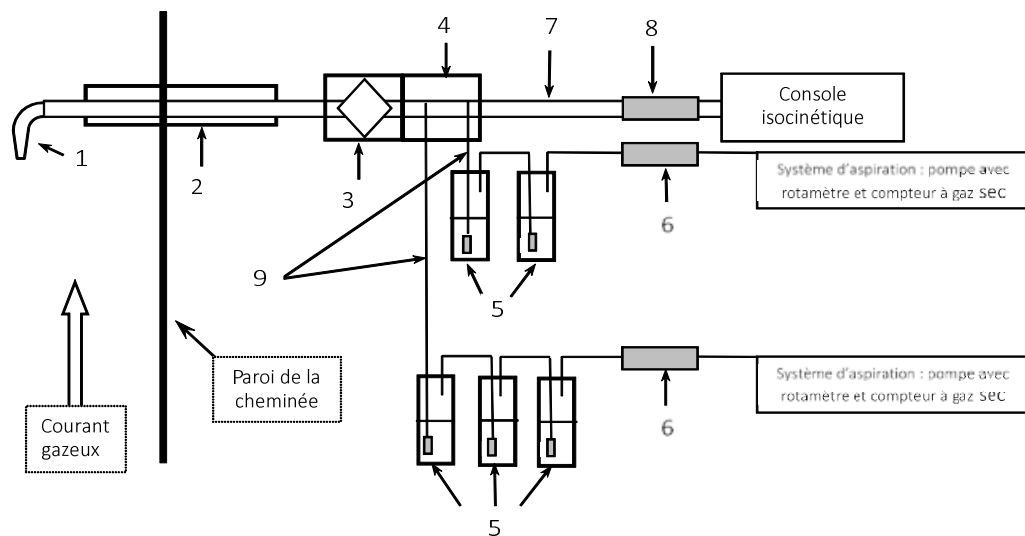 4
7
8
Console
isocinétique
1
2
3
Système d'aspiration : pompe avec
rotamètre et compteur à gaz sec
6
9
5
Paroi de la
cheminée
Système d'aspiration : pompe avec
rotamètre et compteur à gaz sec
6
Courant
gazeux
5